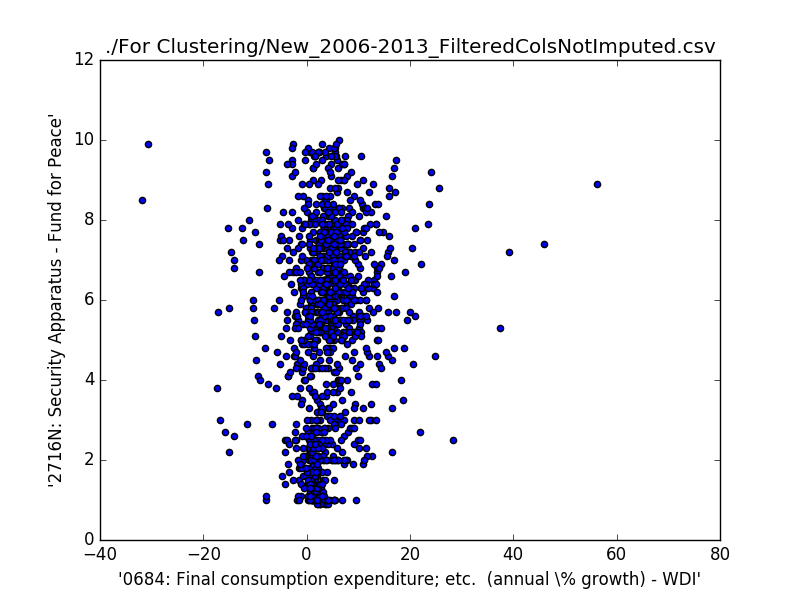 ./For Clustering/New_2006-2013_FilteredColsNotImputed.csv
12
10
8
6
4
2
0
'2716N: Security Apparatus - Fund for Peace'
−40 −20 0 20 40 60 80
'0684: Final consumption expenditure; etc.  (annual \% growth) - WDI'